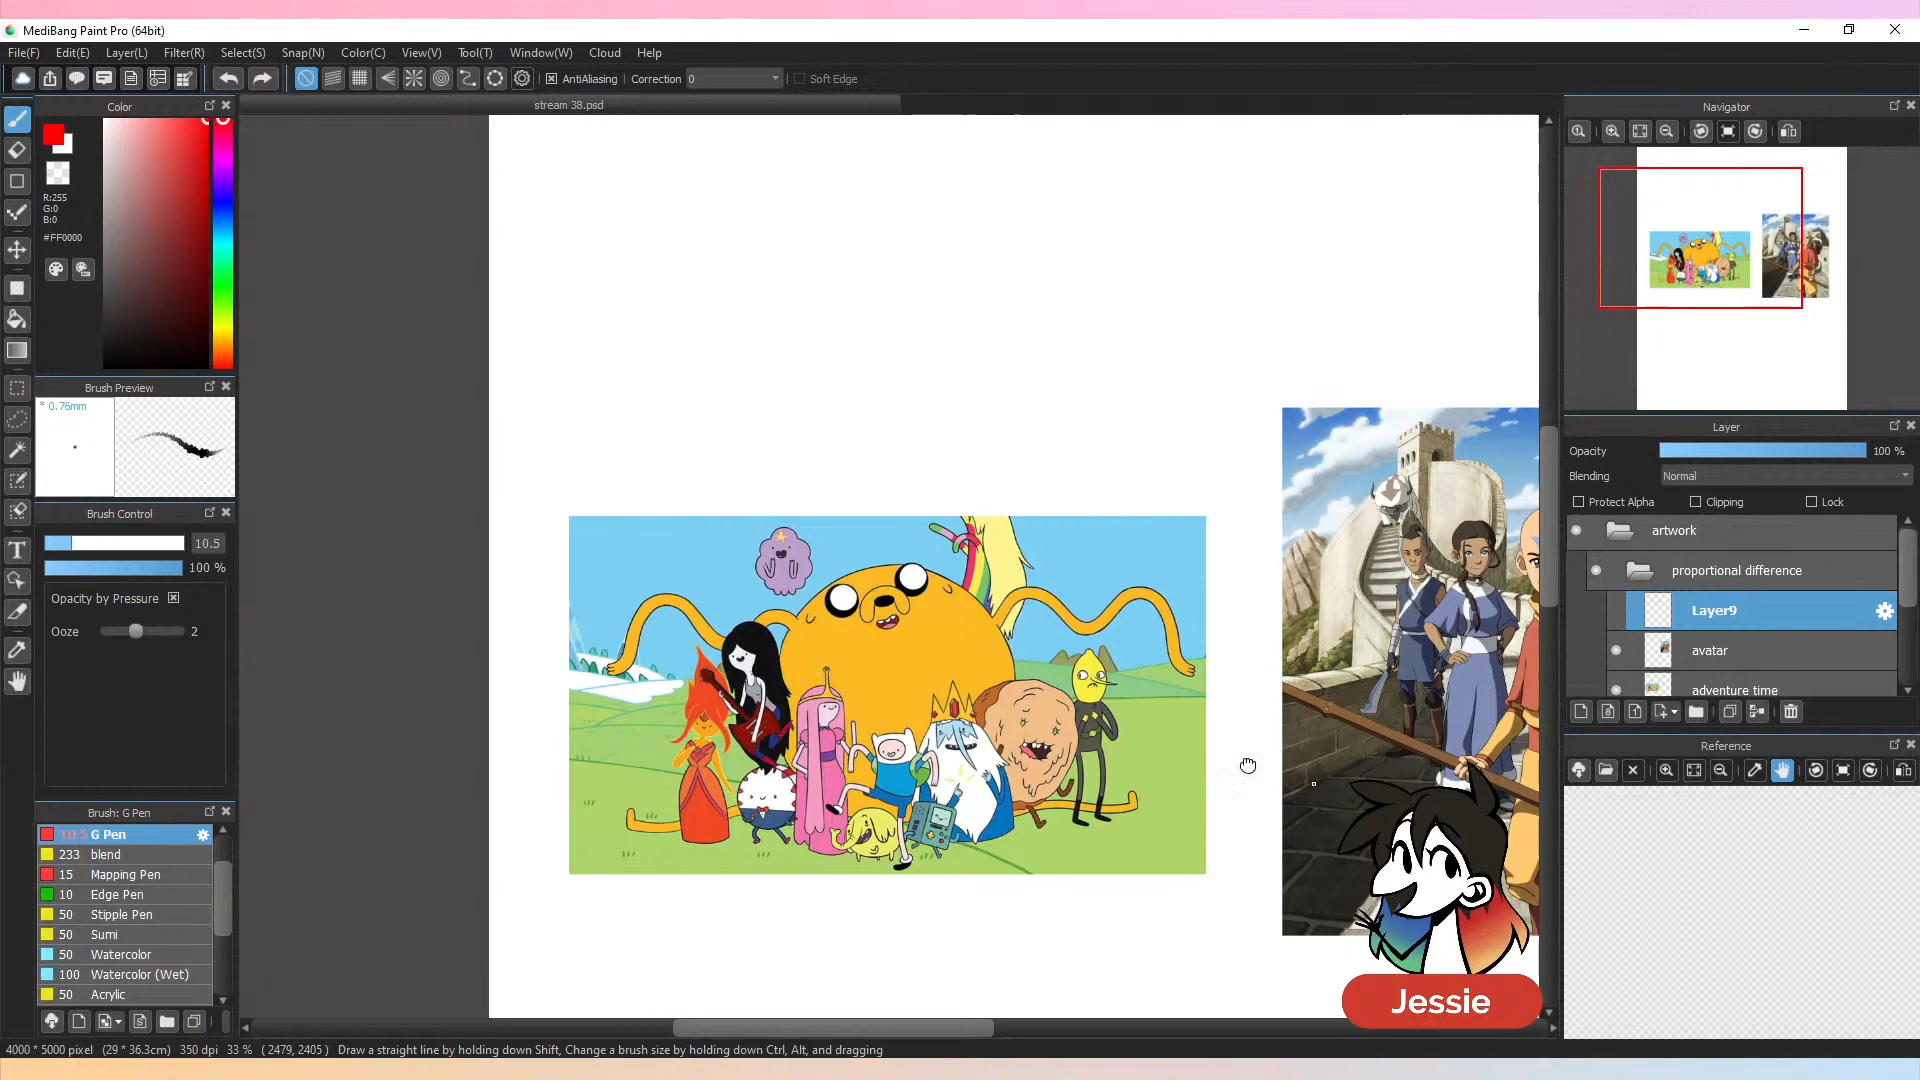 MediBang Paint Pro (64bit)
File(F) Edit(E) Layer(L) Filter(R) Select(S) Snap(N) Color(C) View(V) Tool(T) Window(W) Cloud Help
AntiAliasing Correction 0 Soft Edge
stream 38.psd
Color
R:255
G:0
B:0
#FF0000
Brush Preview
* 0.76mm
Brush Control
10.5
100 %
Opacity by Pressure
Ooze 2
Brush: G Pen
10.5 G Pen
233 blend
15 Mapping Pen
10 Edge Pen
50 Stipple Pen
50 Sumi
50 Watercolor
100 Watercolor (Wet)
50 Acrylic
Jessie
Navigator
Layer
Opacity 100 %
Blending Normal
Protect Alpha Clipping Lock
artwork
proportional difference
Layer9
avatar
adventure time
Reference
4000 * 5000 pixel (29 * 36.3cm) 350 dpi 33 % ( 2479, 2405 ) Draw a straight line by holding down Shift, Change a brush size by holding down Ctrl, Alt, and dragging